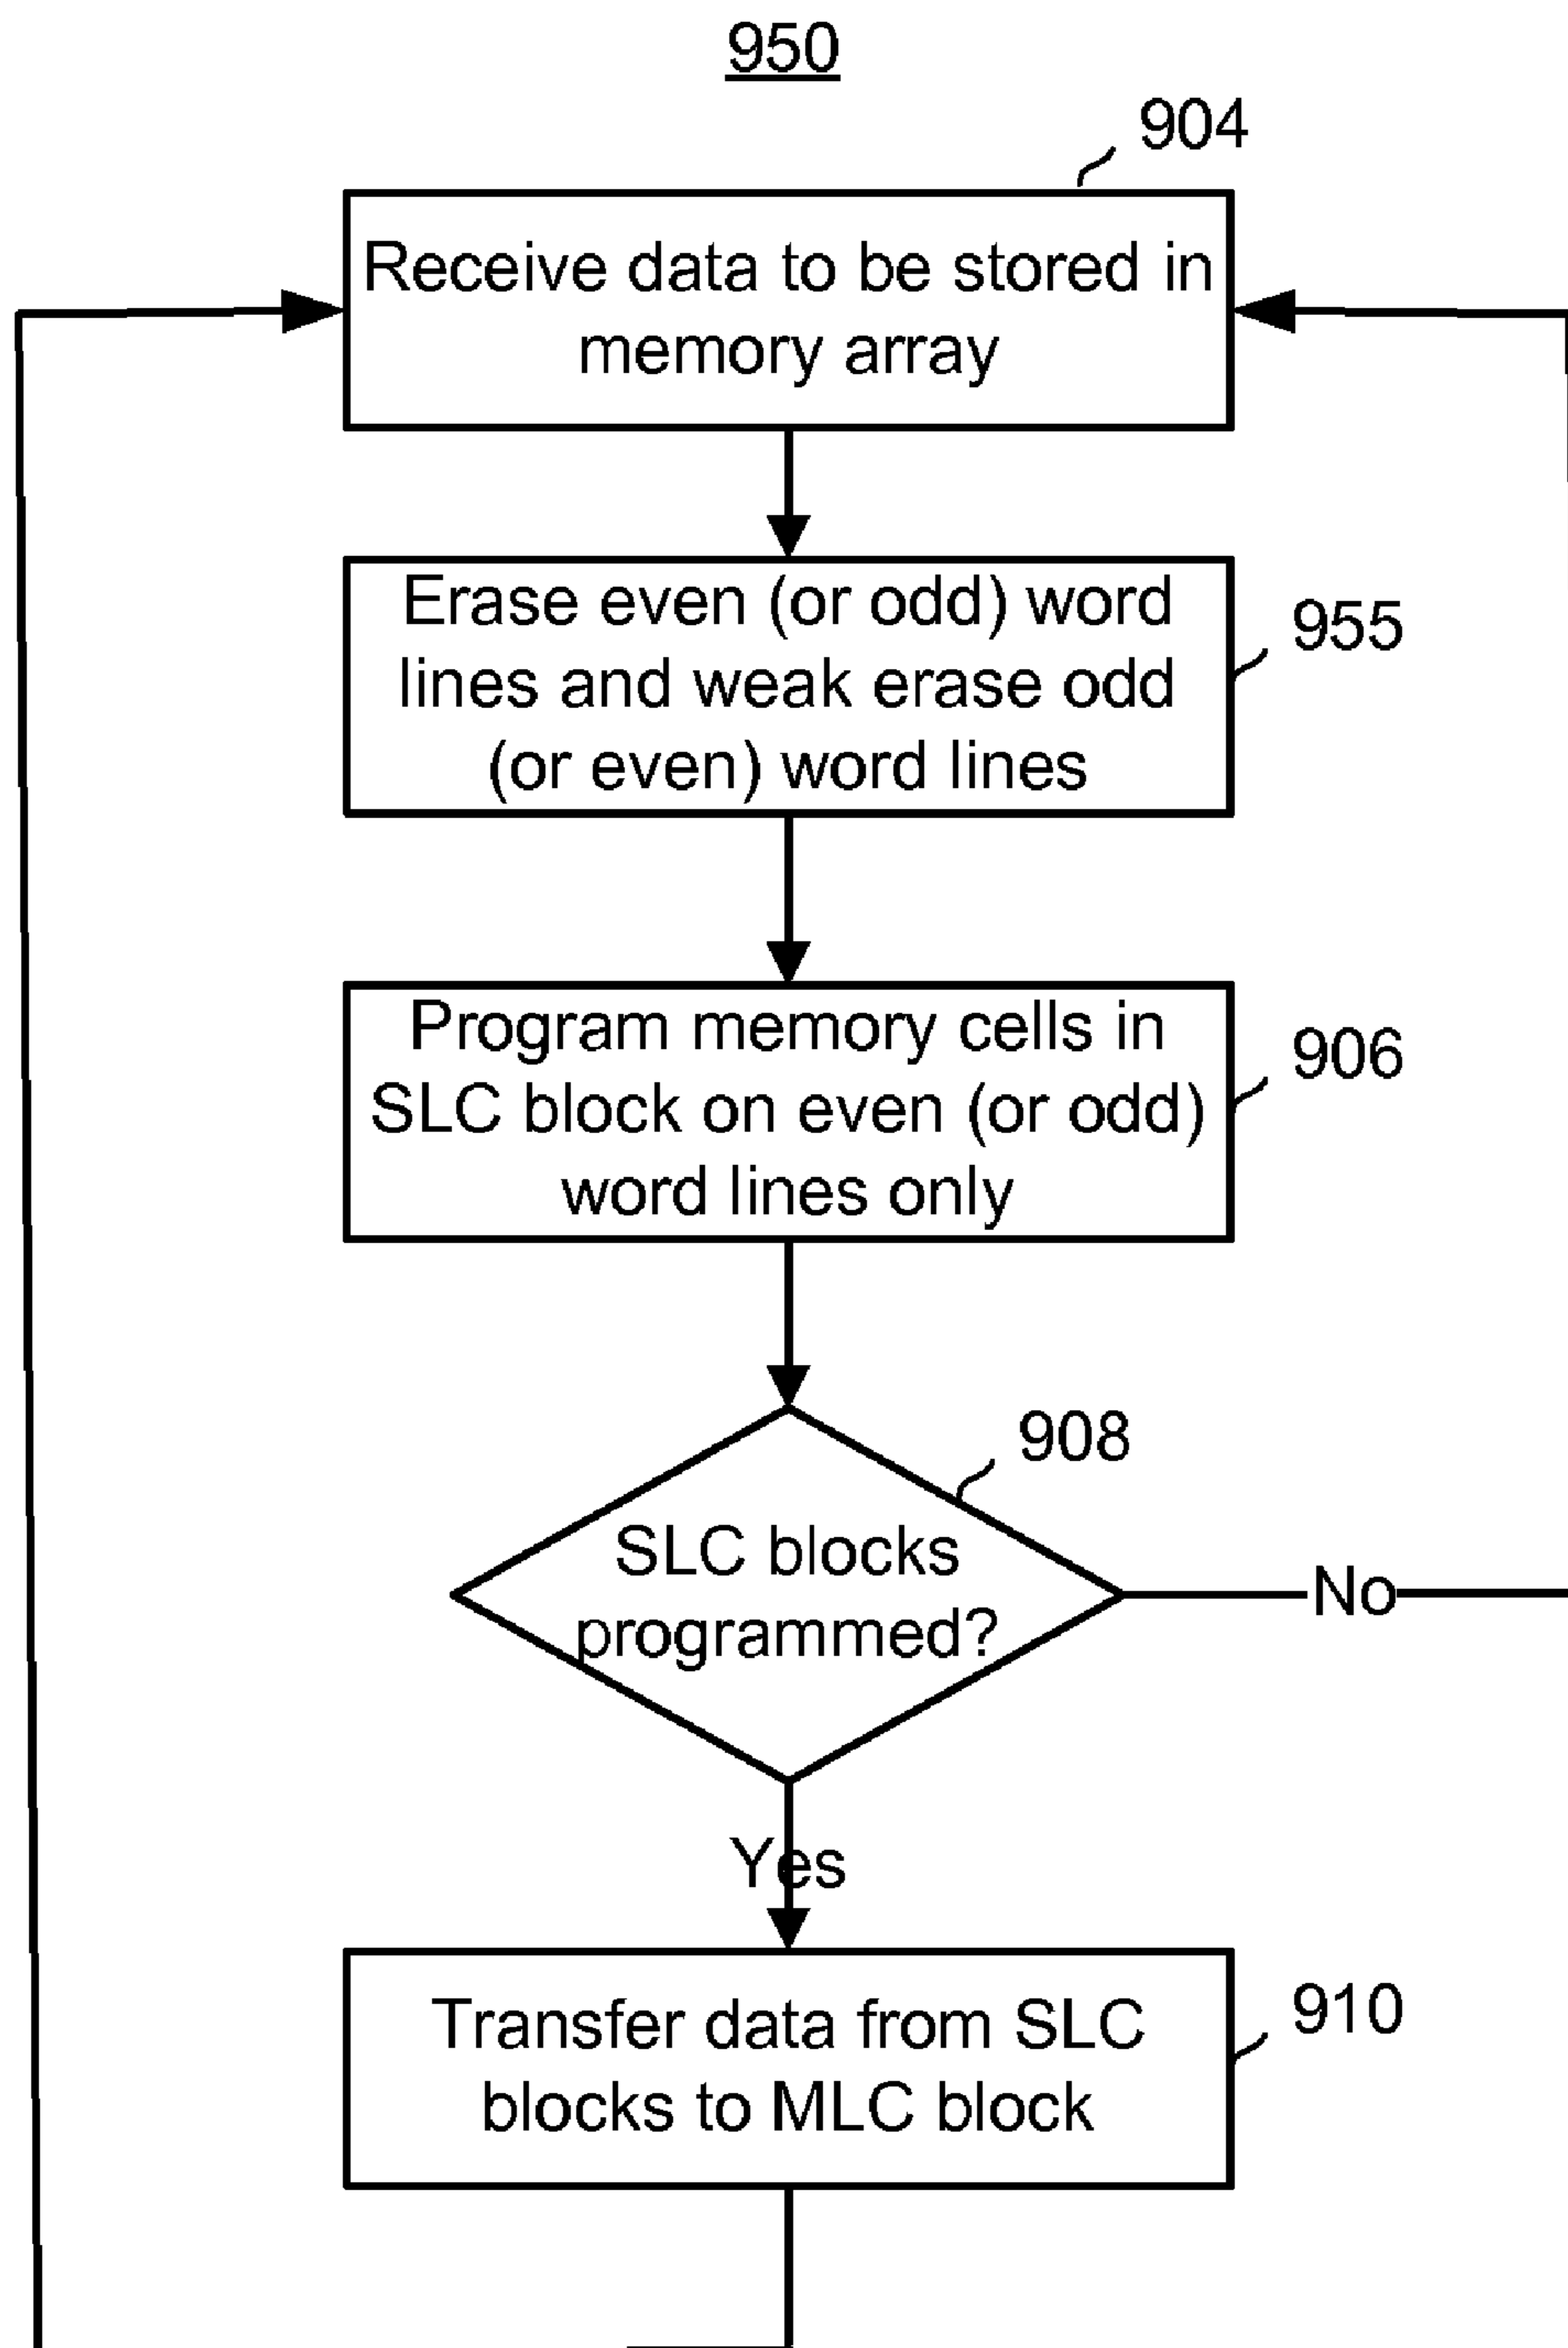 950
904
Receive data to be stored in
memory array
Erase even (or odd) word
lines and weak erase odd
(or even) word lines
955
Program memory cells in
SLC block on even (or odd)
word lines only
906
908
SLC blocks
programmed?
No
Yes
Transfer data from SLC
blocks to MLC block
910